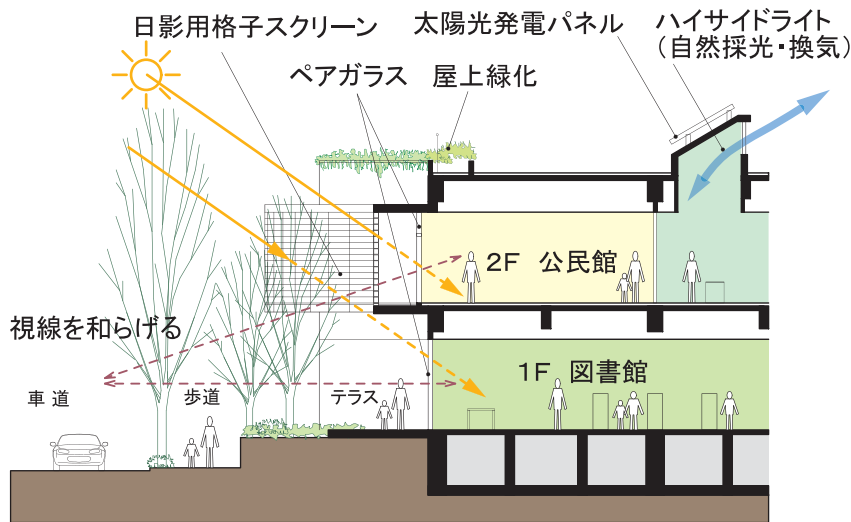 日影用格子スクリーン
太陽光発電パネル
ハイサイドライト
（自然採光・換気）
ペアガラス
屋上緑化
2F 公民館
視線を和らげる
1F 図書館
車道
歩道
テラス